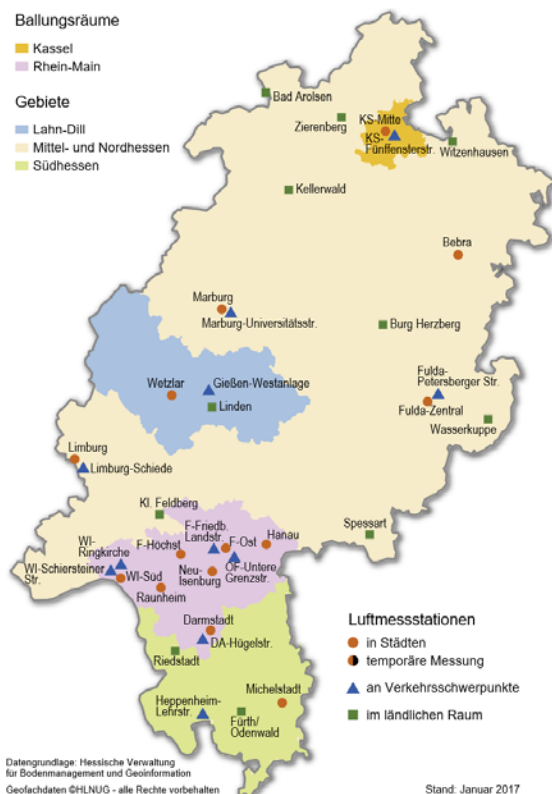 Ballungsräume
Kassel
Rhein-Main
Gebiete
Lahn-Dill
Mittel- und Nordhessen
Südhessen
Bad Arolsen
Zierenberg
KS-Mitte
KS-
Fünffensterstr.
Witzenhausen
Kellerwald
Bebra
Marburg
Marburg-Universitätsstr.
Burg Herzberg
Wetzlar
Gießen-Westanlage
Linden
Fulda-
Petersberger Str.
Fulda-Zentral
Wasserkuppe
Limburg
Limburg-Schiede
Kl. Feldberg
Spessart
F-Friedb.
Landstr.
Hanau
F-Höchst
F-Ost
WI-
Ringkirche
WI-Schiersteiner
Str.
WI-Süd
Neu-
Isenburg
OF-Untere
Grenzstr.
Raunheim
Darmstadt
DA-Hügelstr.
Riedstadt
Michelstadt
Heppenheim-
Lehrstr.
Fürth/
Odenwald
Luftmessstationen
in Städten
temporäre Messung
an Verkehrsschwerpunkte
im ländlichen Raum
Datengrundlage: Hessische Verwaltung
für Bodenmanagement und Geoinformation
Geofachdaten ©HLNUG - alle Rechte vorbehalten
Stand: Januar 2017